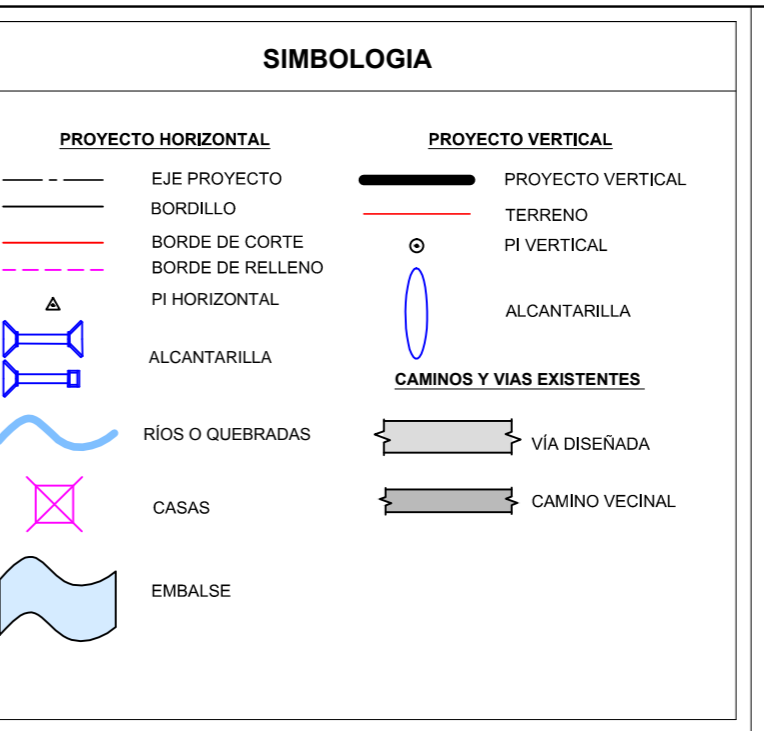 SIMBOLOGIA
PROYECTO HORIZONTAL
EJE PROYECTO
BORDILLO
BORDE DE CORTE
BORDE DE RELLENO
PI HORIZONTAL
ALCANTARILLA
RÍOS O QUEBRADAS
CASAS
EMBALSE
PROYECTO VERTICAL
PROYECTO VERTICAL
TERRENO
PI VERTICAL
ALCANTARILLA
CAMINOS Y VIAS EXISTENTES
VÍA DISEÑADA
CAMINO VECINAL